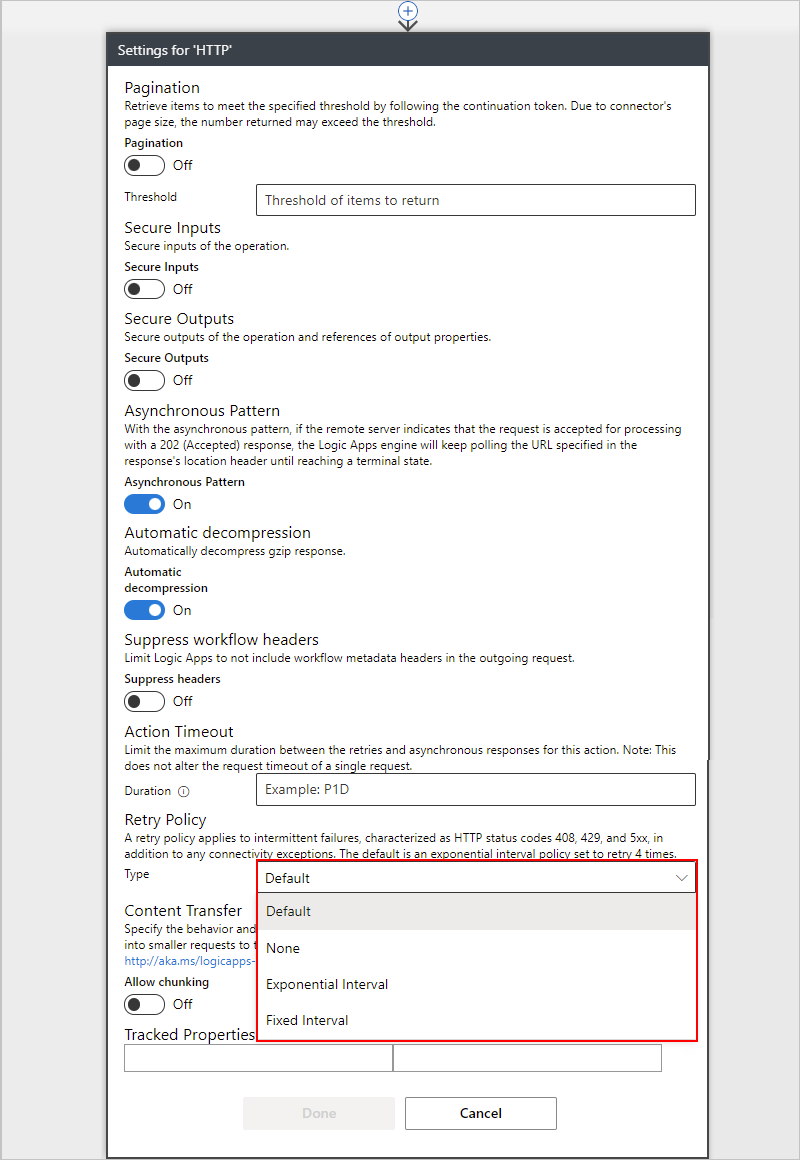 Settings for 'HTTP'
Pagination
Retrieve items to meet the specified threshold by following the continuation token. Due to connector's
page size, the number returned may exceed the threshold.
Pagination
Off
Threshold
Threshold of items to return
Secure Inputs
Secure inputs of the operation.
Secure Inputs
Off
Secure Outputs
Secure outputs of the operation and references of output properties.
Secure Outputs
Off
Asynchronous Pattern
With the asynchronous pattern, if the remote server indicates that the request is accepted for processing
with a 202 (Accepted) response, the Logic Apps engine will keep polling the URL specified in the
response's location header until reaching a terminal state.
Asynchronous Pattern
On
Automatic decompression
Automatically decompress gzip response.
Automatic
decompression
On
Suppress workflow headers
Limit Logic Apps to not include workflow metadata headers in the outgoing request.
Suppress headers
Off
Action Timeout
Limit the maximum duration between the retries and asynchronous responses for this action. Note: This
does not alter the request timeout of a single request.
Duration
Example: P1D
Retry Policy
A retry policy applies to intermittent failures, characterized as HTTP status codes 408, 429, and 5xx, in
addition to any connectivity exceptions. The default is an exponential interval policy set to retry 4 times.
Type
Default
Default
None
Exponential Interval
Fixed Interval
Content Transfer
Specify the behavior and
into smaller requests to
http://aka.ms/logicapps-
Allow chunking
Off
Tracked Properties
Done
Cancel